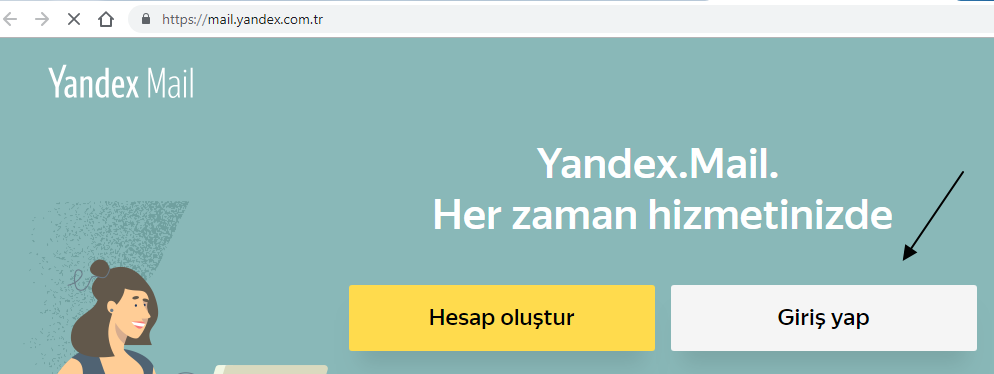 https://mail.yandex.com.tr
Yandex Mail
Yandex.Mail.
Her zaman hizmetinizde
Hesap oluştur
Giriş yap